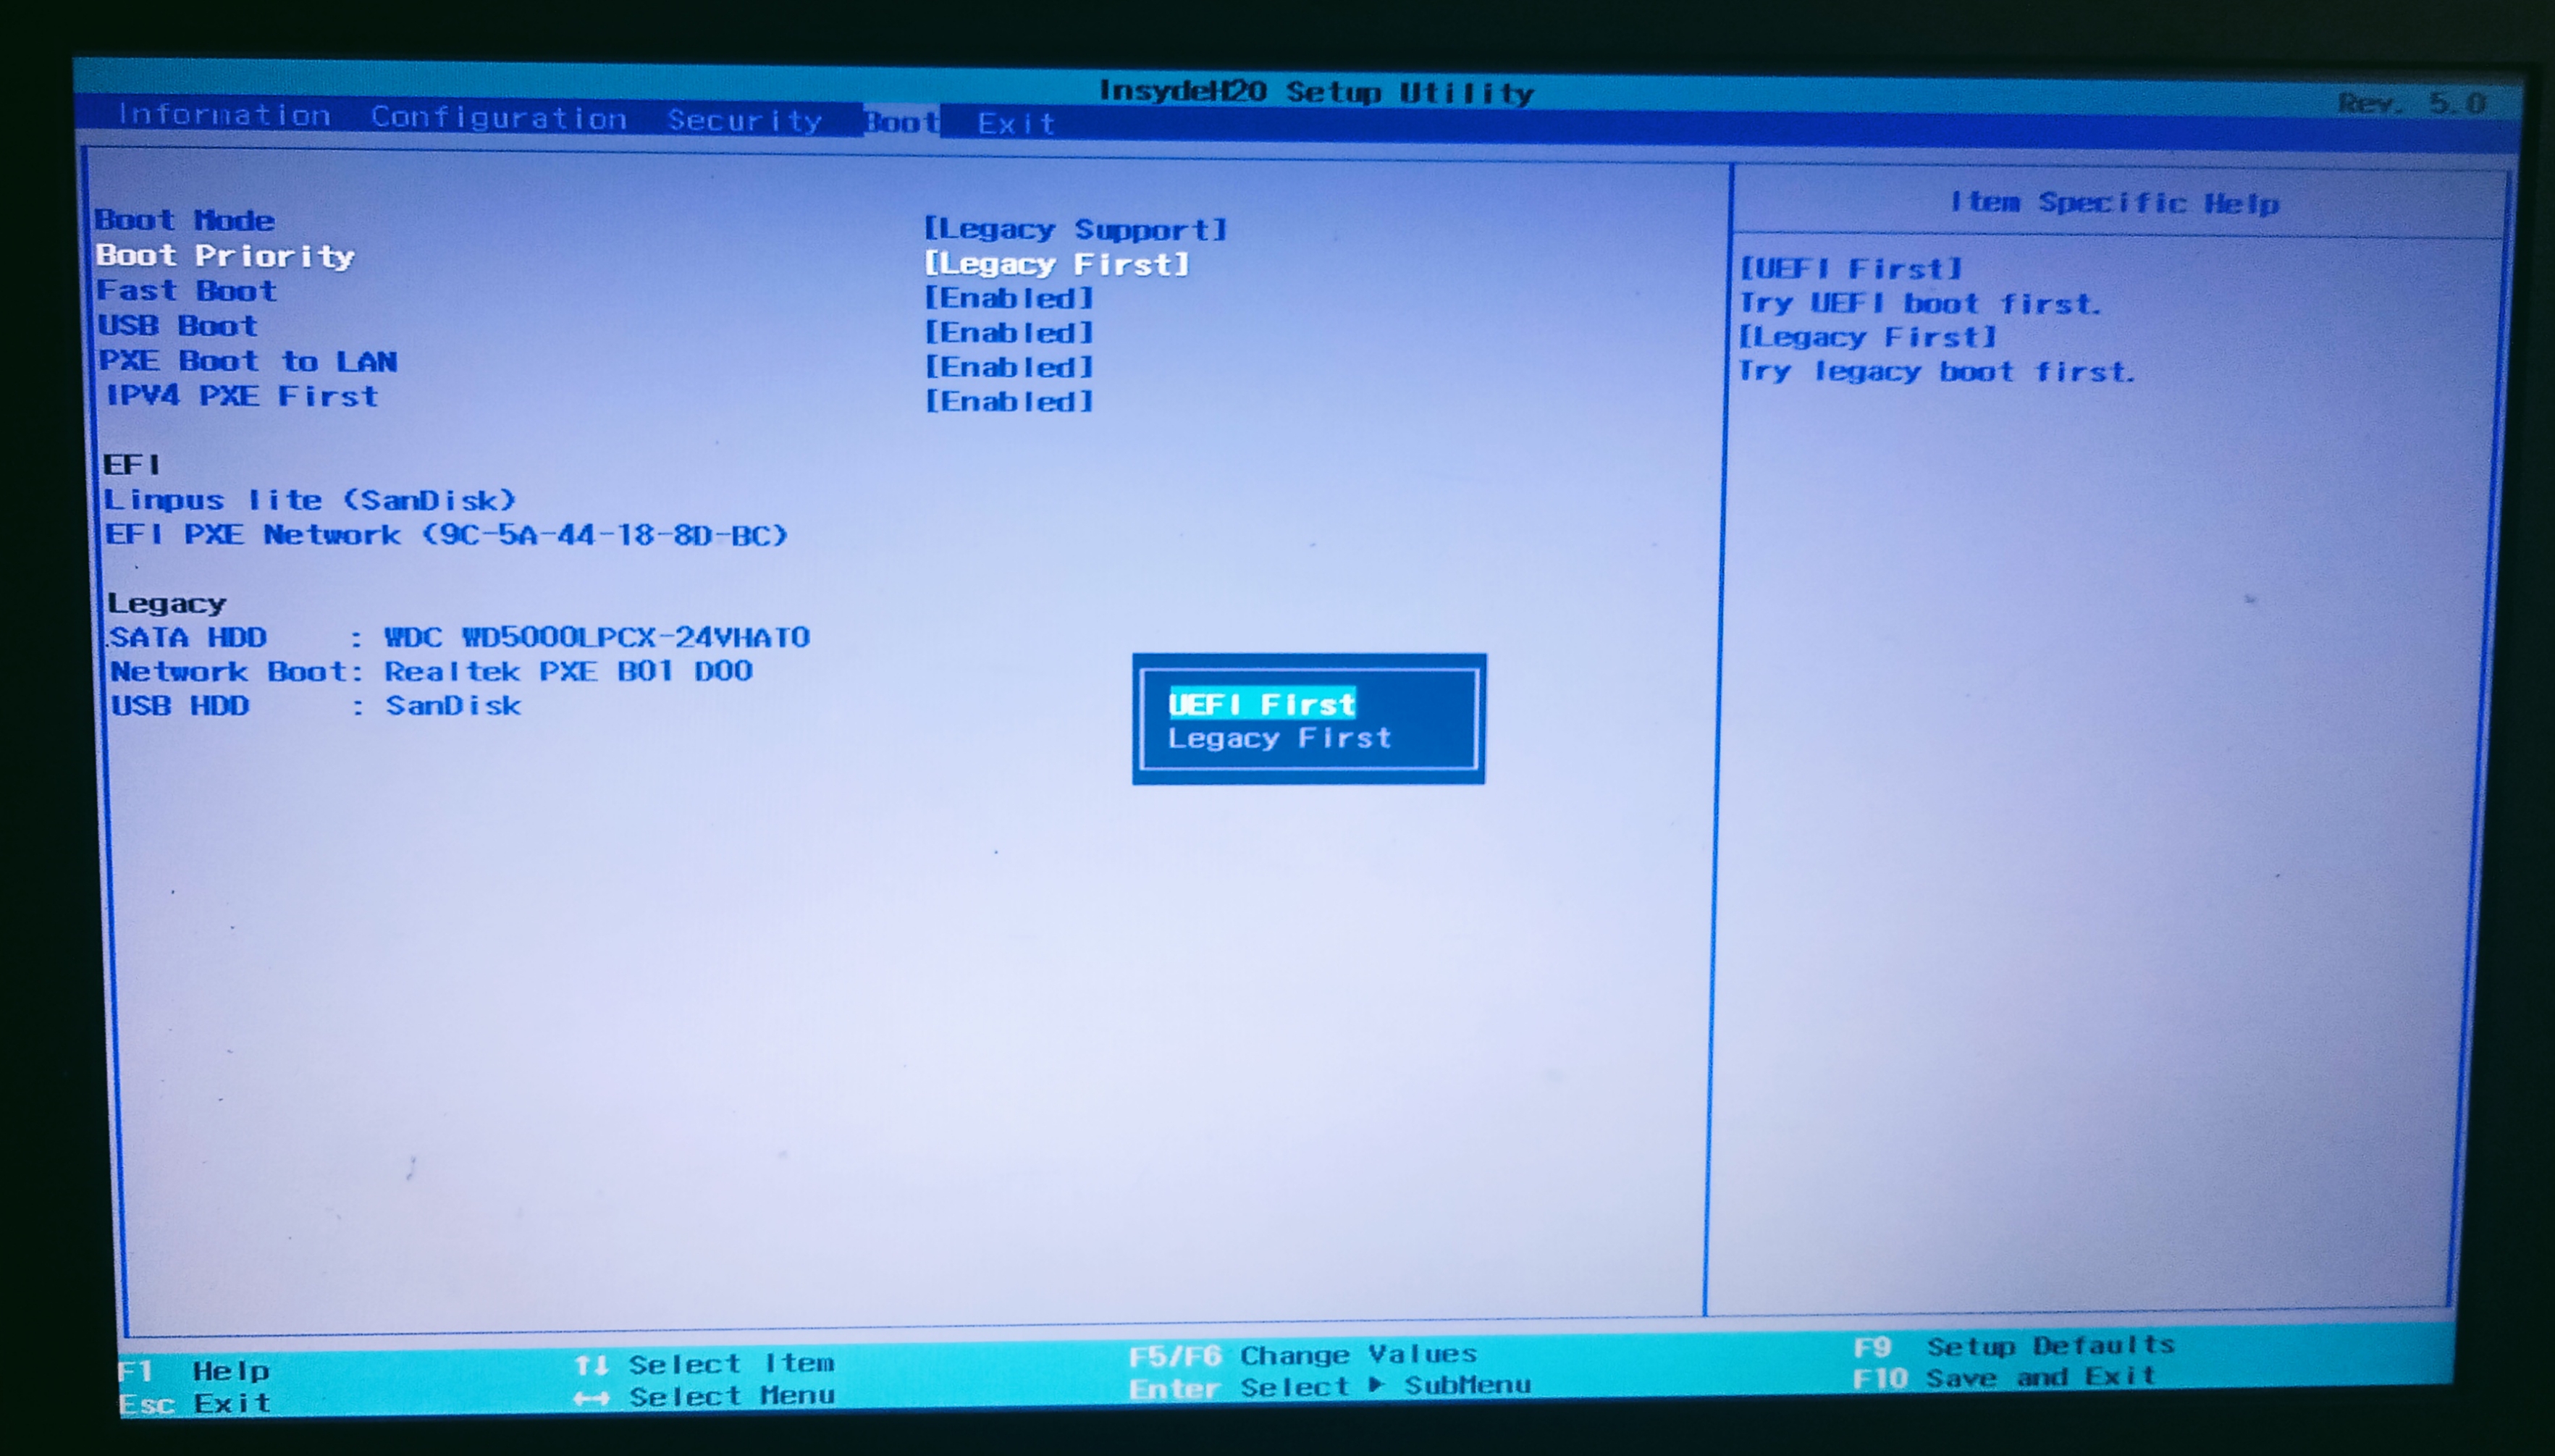 InsydeH20 Setup Utility Rev. 5.0
Information Configuration Security Boot Exit
Item Specific Help
Boot Mode [Legacy Support]
Boot Priority [Legacy First]
Fast Boot [Enabled]
USB Boot [Enabled]
PXE Boot to LAN [Enabled]
IPV4 PXE First [Enabled]
[UEFI First]
Try UEFI boot first.
[Legacy First]
Try legacy boot first.
EFI
Linpus lite (SanDisk)
EFI PXE Network (9C-5A-44-18-8D-BC)
Legacy
SATA HDD : WDC WD5000LPCX-24VHAT0
Network Boot: Realtek PXE B01 D00
USB HDD : SanDisk
UEFI First
Legacy First
F1 Help ↑↓ Select Item F5/F6 Change Values F9 Setup Defaults
Esc Exit ↔ Select Menu Enter Select ▶ SubMenu F10 Save and Exit